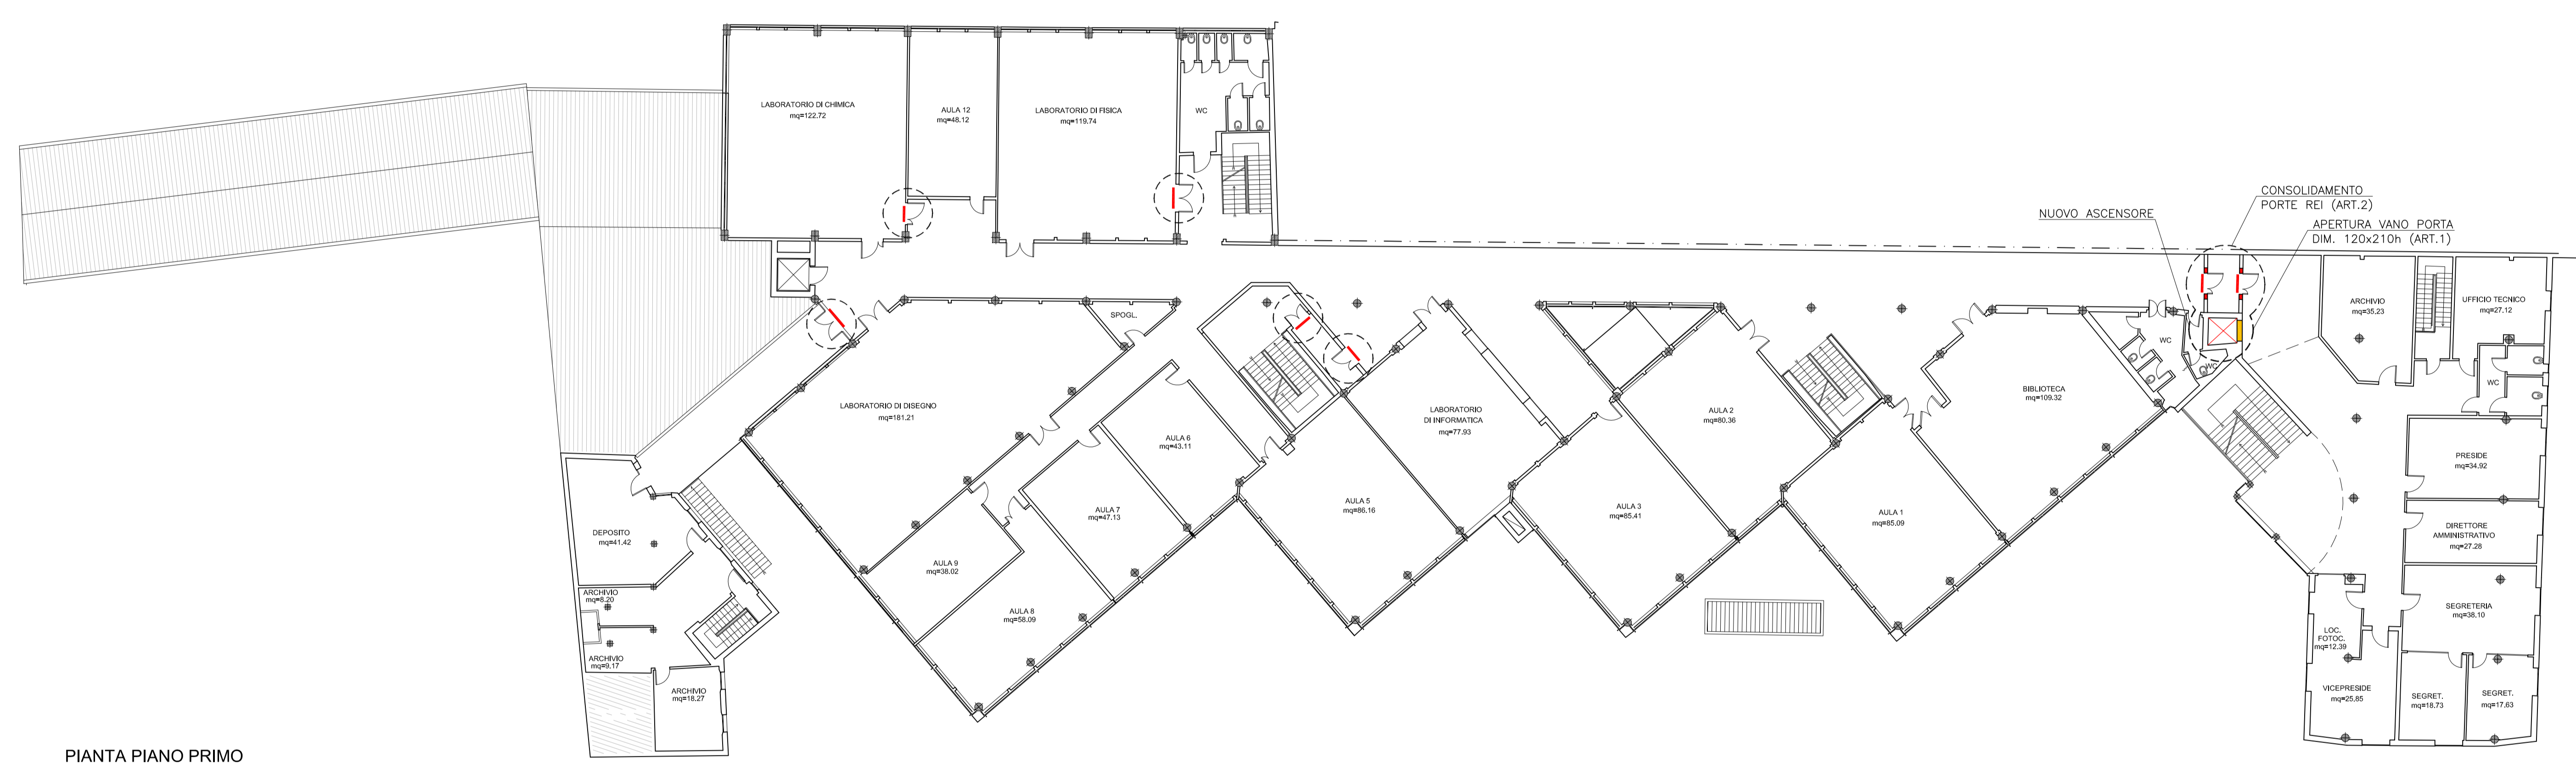 LABORATORIO DI CHIMICA
mq=122.72
AULA 12
mq=48.12
LABORATORIO DI FISICA
mq=119.74
WC
CONSOLIDAMENTO
PORTE REI (ART.2)
NUOVO ASCENSORE
APERTURA VANO PORTA
DIM. 120x210h (ART.1)
ARCHIVIO
mq=35.23
UFFICIO TECNICO
mq=27.12
SPOGL.
WC
WC
WC
LABORATORIO DI DISEGNO
mq=181.21
AULA 6
mq=43.11
LABORATORIO
DI INFORMATICA
mq=77.93
AULA 2
mq=80.36
BIBLIOTECA
mq=109.32
PRESIDE
mq=34.92
AULA 7
mq=47.13
AULA 5
mq=86.16
AULA 3
mq=85.41
AULA 1
mq=85.09
DIRETTORE
AMMINISTRATIVO
mq=27.28
DEPOSITO
mq=41.42
AULA 9
mq=38.02
ARCHIVIO
mq=8.20
AULA 8
mq=58.09
SEGRETERIA
mq=38.10
LOC.
FOTOC.
mq=12.39
ARCHIVIO
mq=9.17
ARCHIVIO
mq=18.27
VICEPRESIDE
mq=25.85
SEGRET.
mq=18.73
SEGRET.
mq=17.63
PIANTA PIANO PRIMO